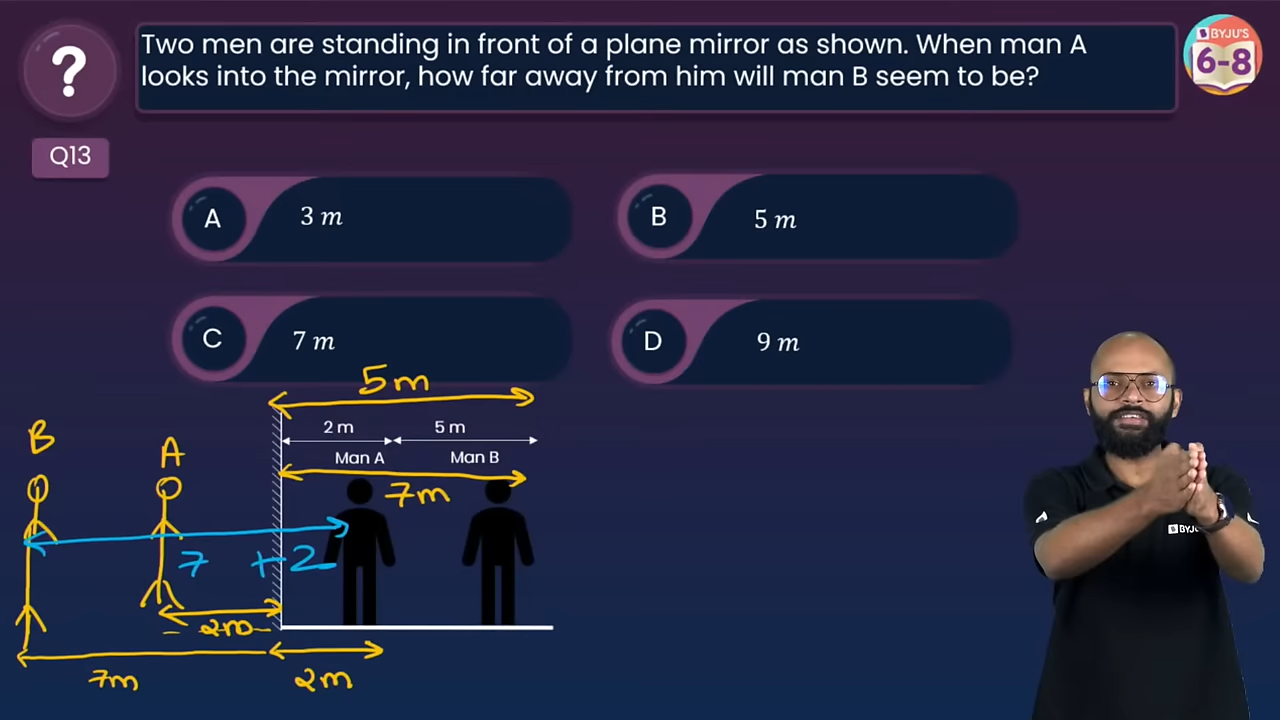 Two men are standing in front of a plane mirror as shown. When man A
looks into the mirror, how far away from him will man B seem to be?
BYJU'S
6-8
Q13
A
3 m
B
5 m
C
7 m
D
9 m
5m
2 m
5 m
Man A
Man B
7m
B
A
7 +2
2m
7m
2m
BYJU